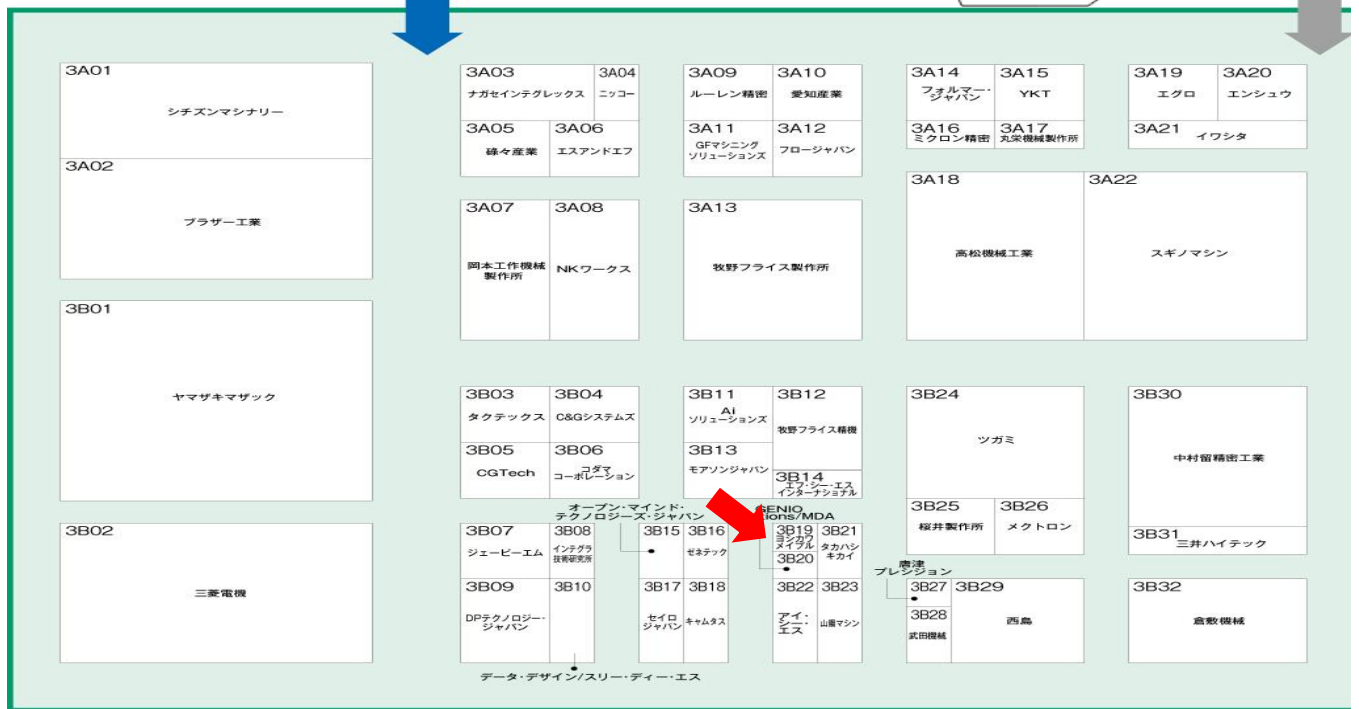 3A01
シチズンマシナリー
3A02
ブラザー工業
3B01
ヤマザキマザック
3B02
三菱電機
3A03
ナガセインテグレックス
3A04
ニッコー
3A05
碌々産業
3A06
エスアンドエフ
3A07
岡本工作機械
製作所
3A08
NKワークス
3A09
ルーレン精密
3A10
愛知産業
3A11
GFマシニング
ソリューションズ
3A12
フロージャパン
3A13
牧野フライス製作所
3A14
フォルマー・
ジャパン
3A15
YKT
3A16
ミクロン精密
3A17
丸栄機械製作所
3A18
高松機械工業
3A19
エグロ
3A20
エンシュウ
3A21
イワシタ
3A22
スギノマシン
3B03
タクテックス
3B04
C&Gシステムズ
3B05
CGTech
3B06
コダマ
コーポレーション
オープン・マインド・
テクノロジーズ・ジャパン
3B07
ジェービーエム
3B08
インテグラ
技術研究所
3B09
DPテクノロジー・
ジャパン
3B10
データ・デザイン/スリー・ディー・エス
3B11
Ai
ソリューションズ
3B12
牧野フライス精機
3B13
モアソンジャパン
3B14
エフ・シー・エス
インターナショナル
3B15
3B16
ゼネテック
3B17
セイロ
ジャパン
3B18
キャムタス
ENIO
ions/MDA
3B19
ヨシカワ
メイプル
3B20
3B21
タカハシ
キカイ
3B22
アイ・
シー・
エス
3B23
山善マシン
3B24
ツガミ
3B25
桜井製作所
3B26
メクトロン
唐津
プレシジョン
3B27
3B28
武田機械
3B29
西島
3B30
中村留精密工業
3B31
三井ハイテック
3B32
倉敷機械